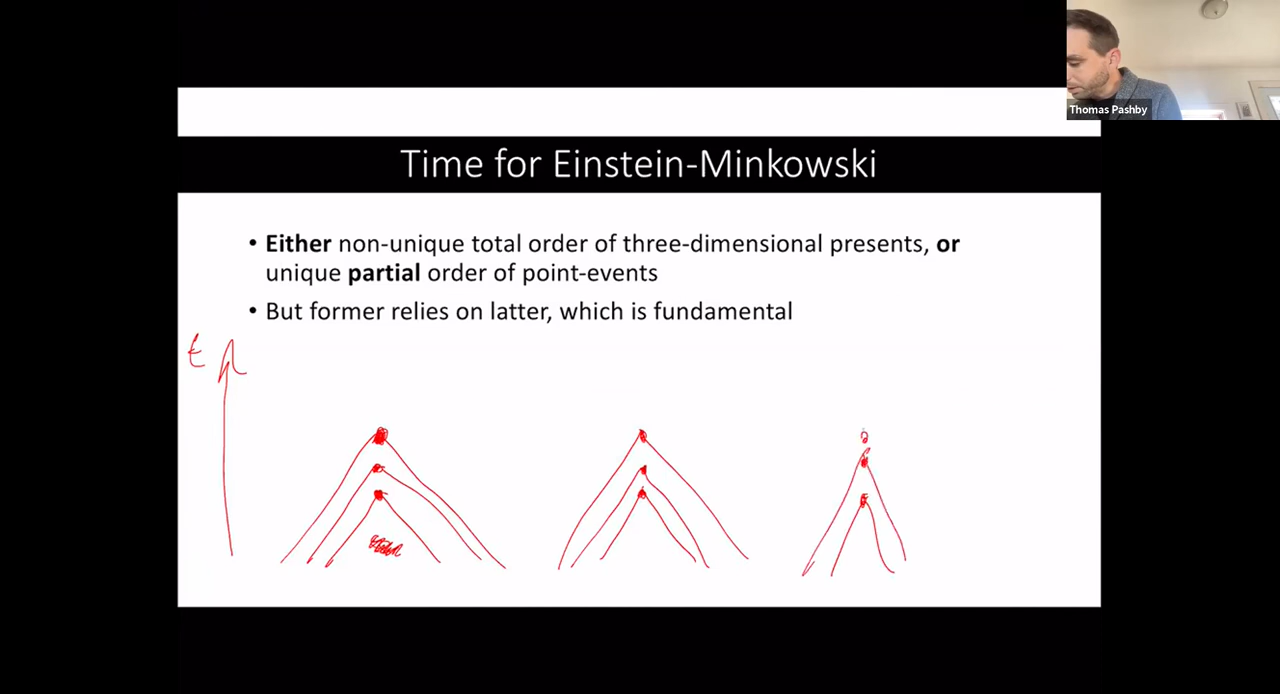 Thomas Pashby
Time for Einstein-Minkowski
• Either non-unique total order of three-dimensional presents, or
unique partial order of point-events
• But former relies on latter, which is fundamental
t